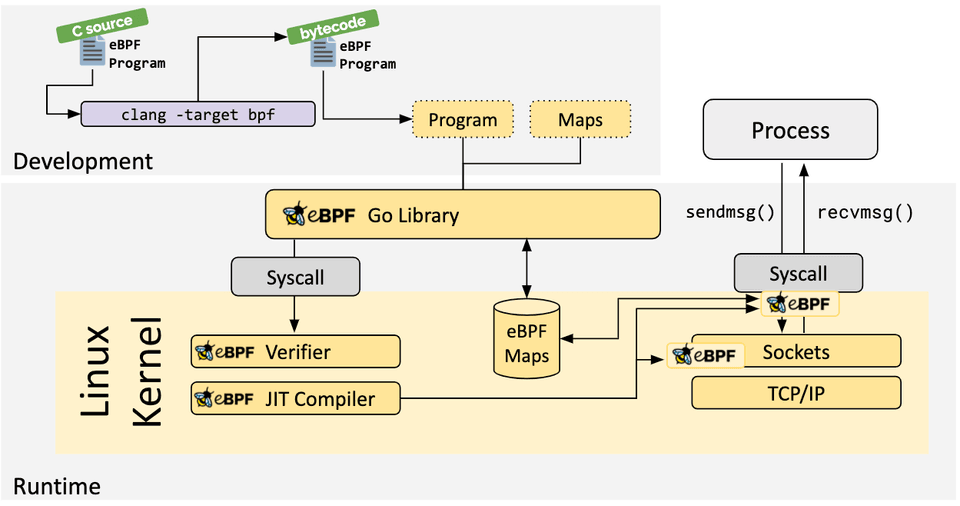 C source
eBPF
Program
bytecode
eBPF
Program
clang -target bpf
Program
Maps
Process
Development
eBPF Go Library
sendmsg()
recvmsg()
Syscall
Syscall
eBPF
Linux
Kernel
eBPF
Maps
eBPF Verifier
eBPF
Sockets
eBPF JIT Compiler
TCP/IP
Runtime